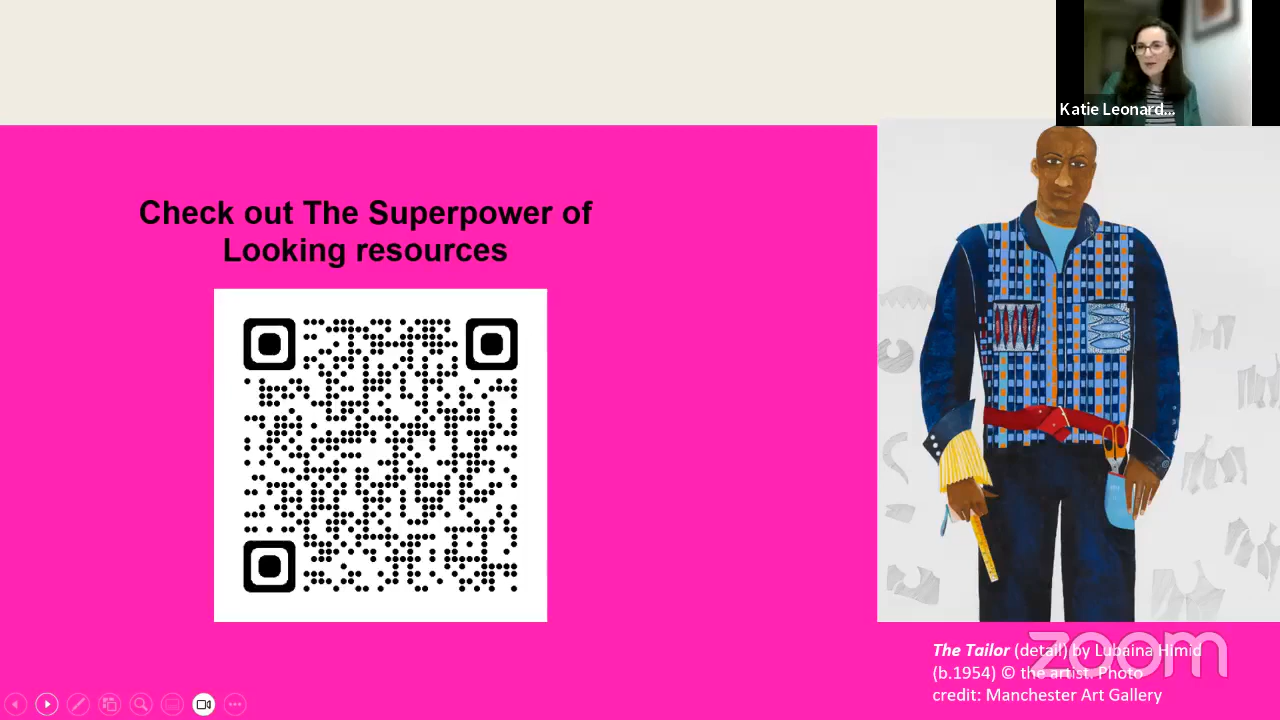 Katie Leonard...
Check out The Superpower of
Looking resources
The Tailor (detail) by Lubaina Himid
(b.1954) © the artist. Photo
credit: Manchester Art Gallery
zoom